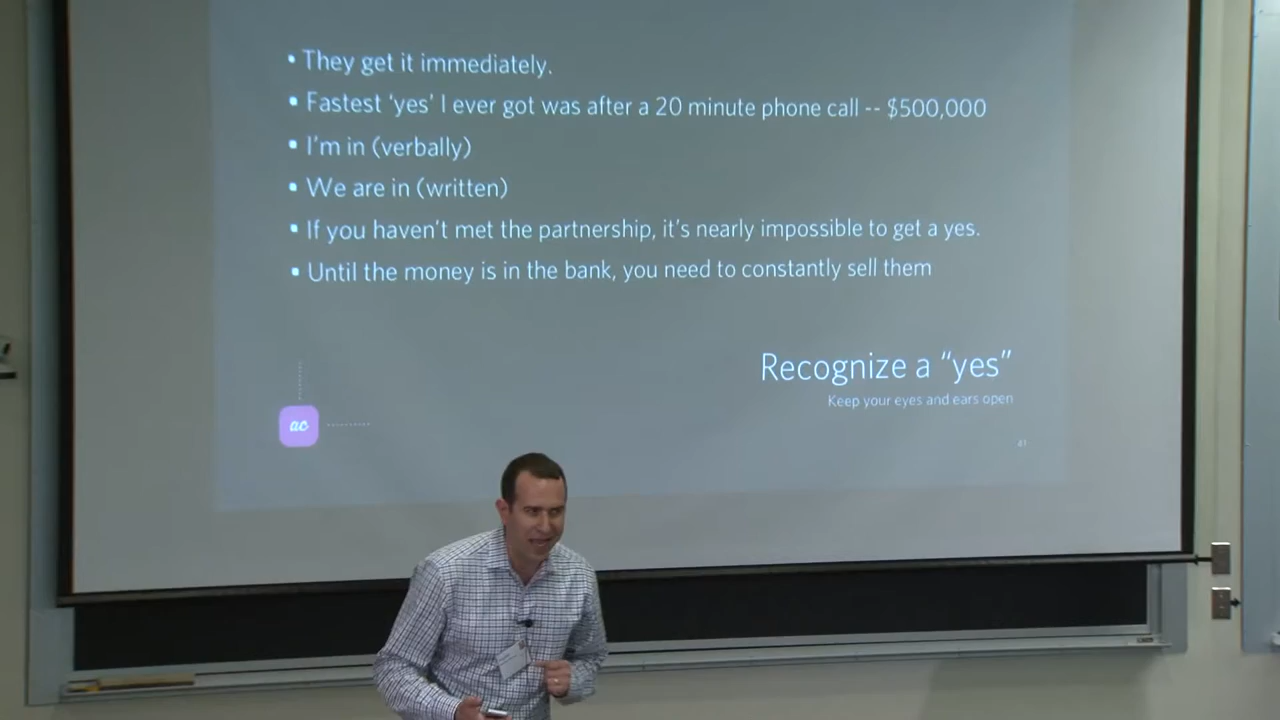 • They get it immediately.
• Fastest 'yes' I ever got was after a 20 minute phone call -- $500,000
• I'm in (verbally)
• We are in (written)
• If you haven't met the partnership, it's nearly impossible to get a yes.
• Until the money is in the bank, you need to constantly sell them
Recognize a “yes”
Keep your eyes and ears open
ac
41